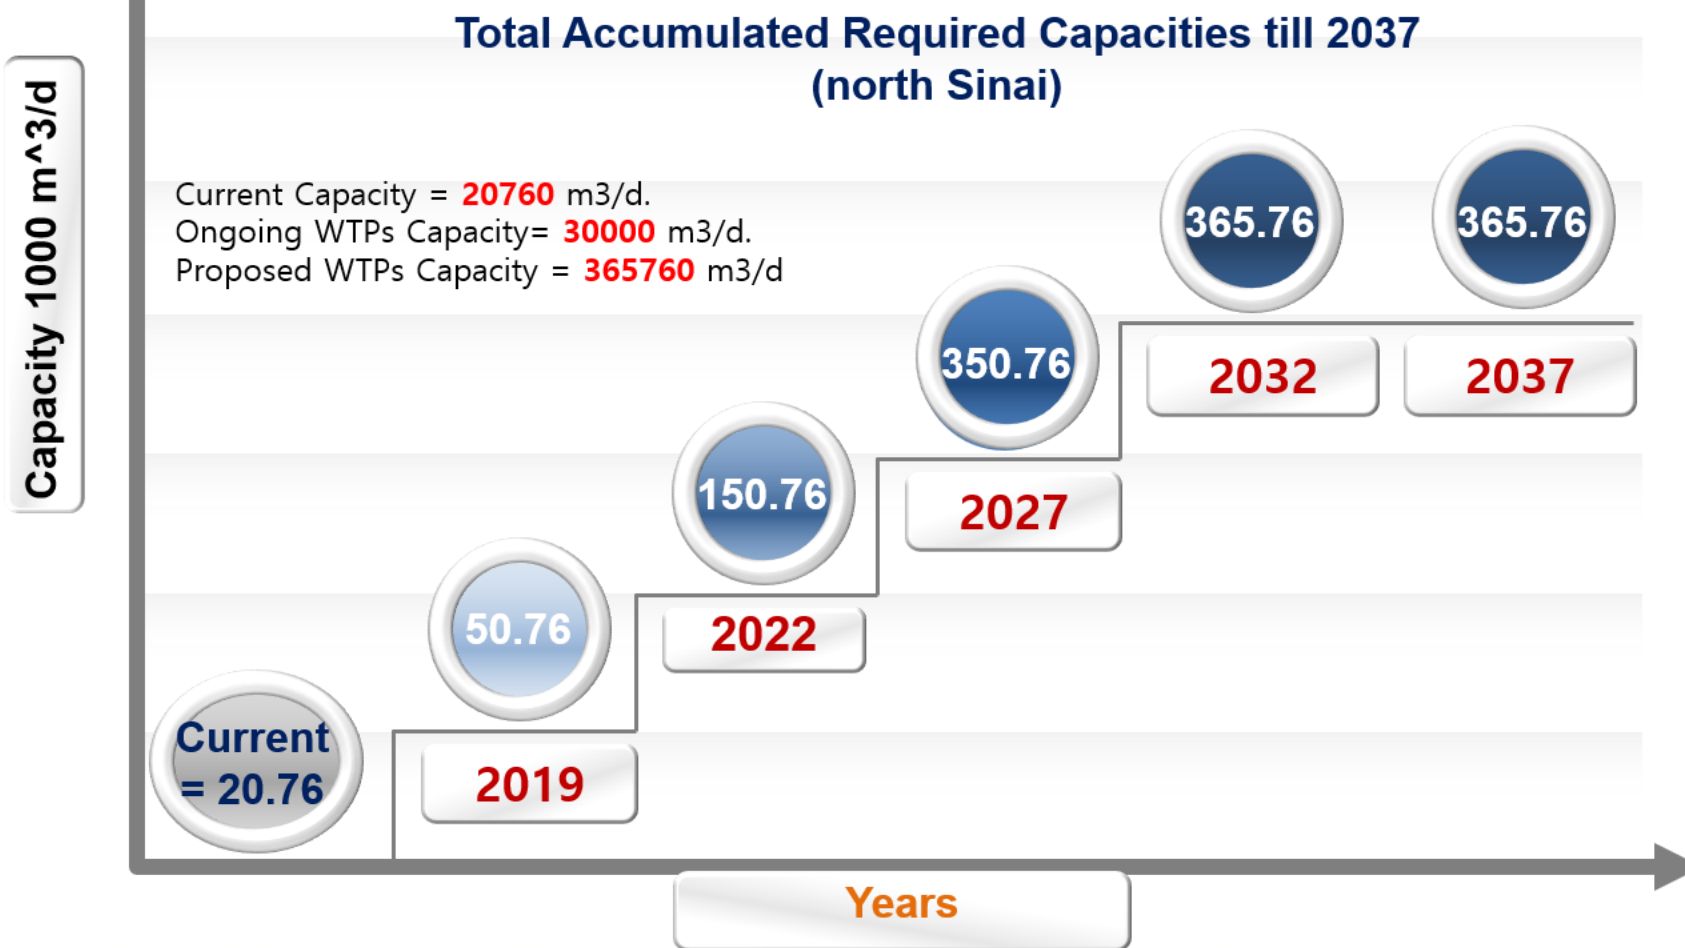 Total Accumulated Required Capacities till 2037
(north Sinai)
Capacity 1000 m^3/d
Current Capacity = 20760 m3/d.
Ongoing WTPs Capacity= 30000 m3/d.
Proposed WTPs Capacity = 365760 m3/d
365.76
365.76
350.76
2032
2037
150.76
2027
50.76
2022
Current
= 20.76
2019
Years